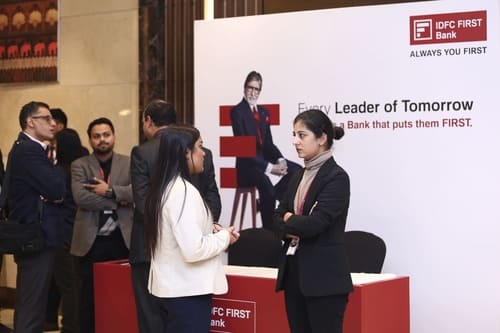 IDFC FIRST
Bank
ALWAYS YOU FIRST
Every Leader of Tomorrow
a Bank that puts them FIRST.
IDFC FIRST
Bank